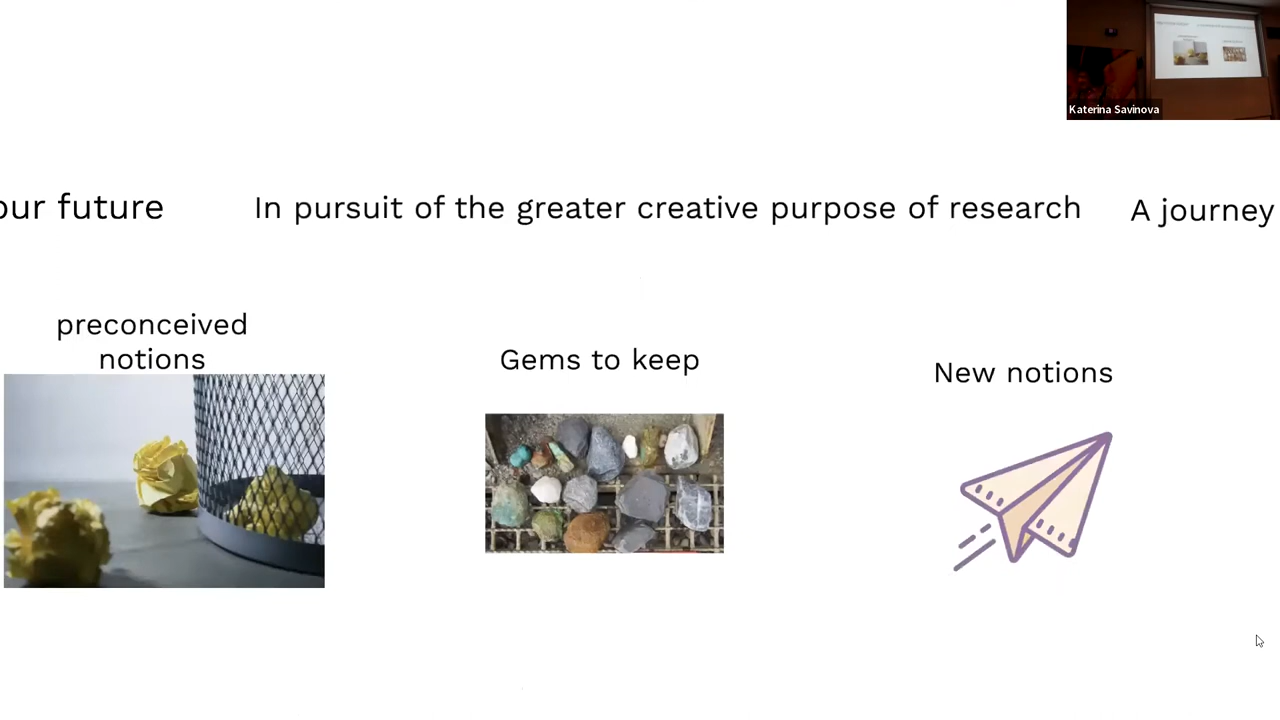 Katerina Savinova
our future
In pursuit of the greater creative purpose of research
A journey
preconceived
notions
Gems to keep
New notions